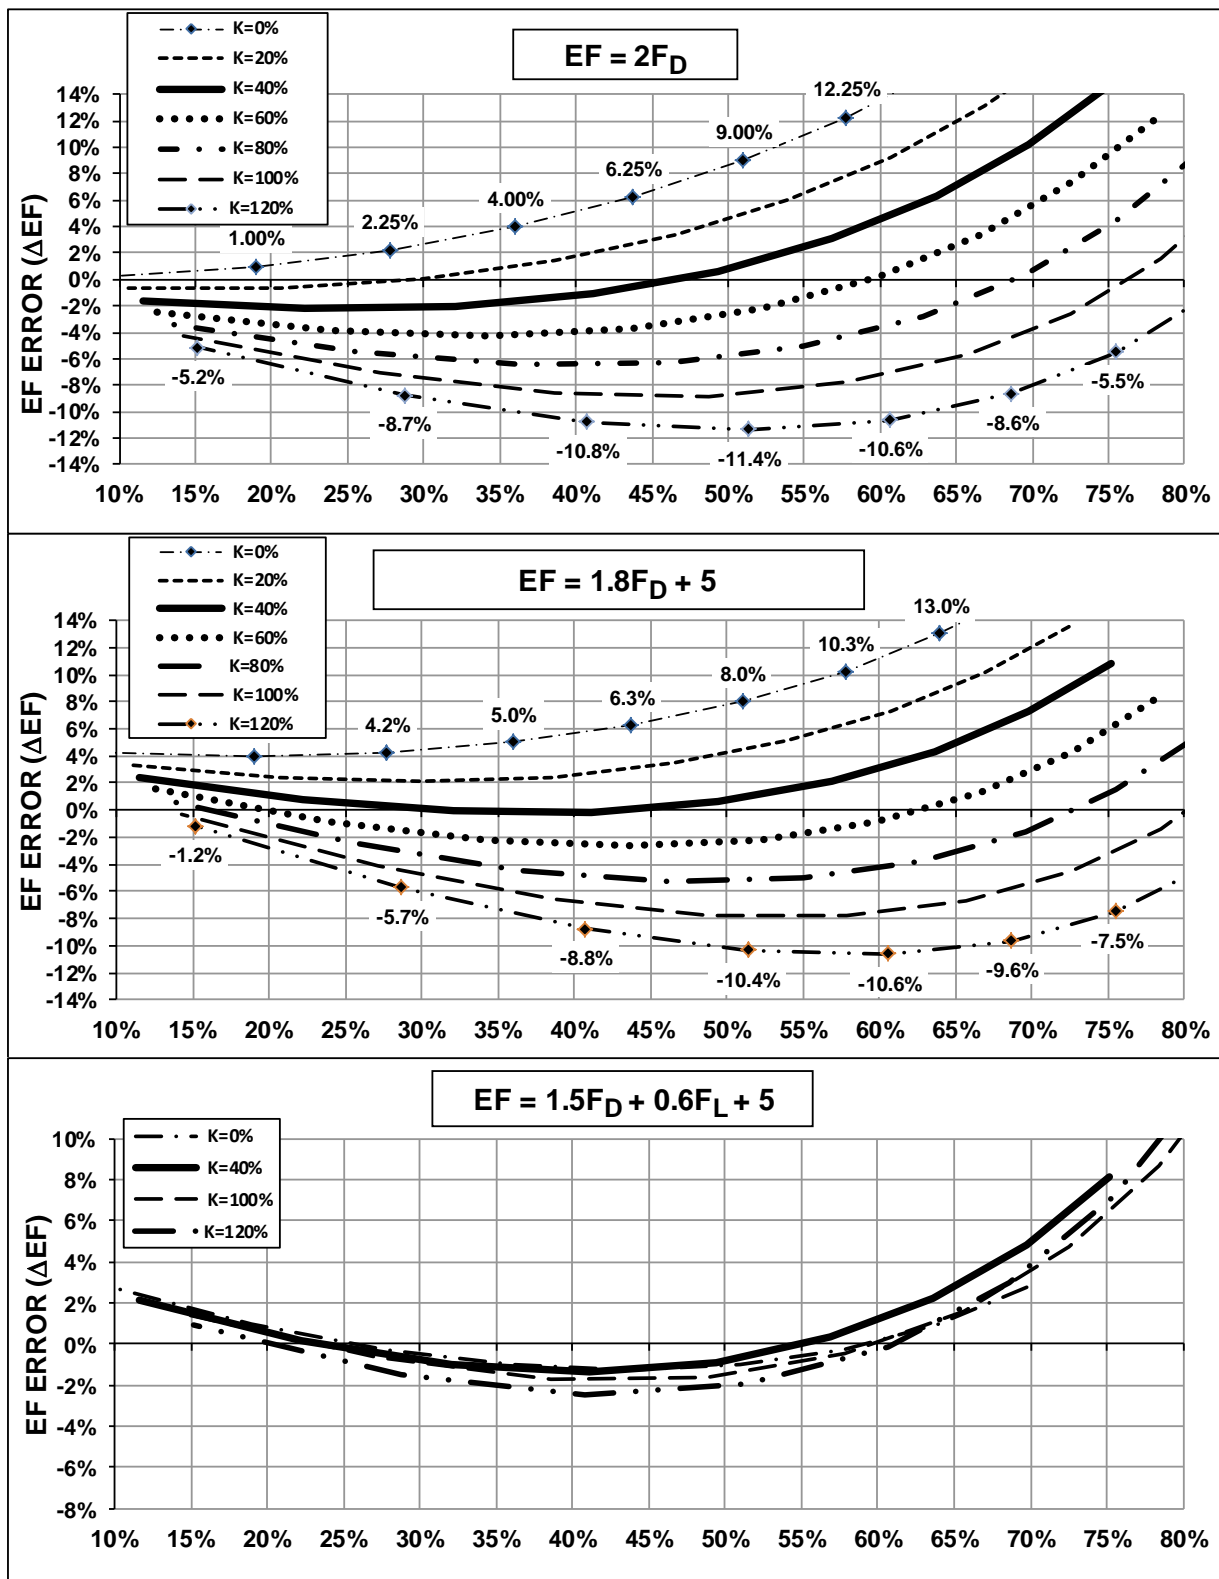 K=0%
K=20%
K=40%
K=60%
K=80%
K=100%
K=120%
EF = 2F_D
EF ERROR (ΔEF)
14%
12%
10%
8%
6%
4%
2%
0%
-2%
-4%
-6%
-8%
-10%
-12%
-14%
1.00%
2.25%
4.00%
6.25%
9.00%
12.25%
-5.2%
-8.7%
-10.8%
-11.4%
-10.6%
-8.6%
-5.5%
10% 15% 20% 25% 30% 35% 40% 45% 50% 55% 60% 65% 70% 75% 80%
K=0%
K=20%
K=40%
K=60%
K=80%
K=100%
K=120%
EF = 1.8F_D + 5
EF ERROR (ΔEF)
14%
12%
10%
8%
6%
4%
2%
0%
-2%
-4%
-6%
-8%
-10%
-12%
-14%
4.2%
5.0%
6.3%
8.0%
10.3%
13.0%
-1.2%
-5.7%
-8.8%
-10.4%
-10.6%
-9.6%
-7.5%
10% 15% 20% 25% 30% 35% 40% 45% 50% 55% 60% 65% 70% 75% 80%
EF = 1.5F_D + 0.6F_L + 5
K=0%
K=40%
K=100%
K=120%
EF ERROR (ΔEF)
10%
8%
6%
4%
2%
0%
-2%
-4%
-6%
-8%
10% 15% 20% 25% 30% 35% 40% 45% 50% 55% 60% 65% 70% 75% 80%